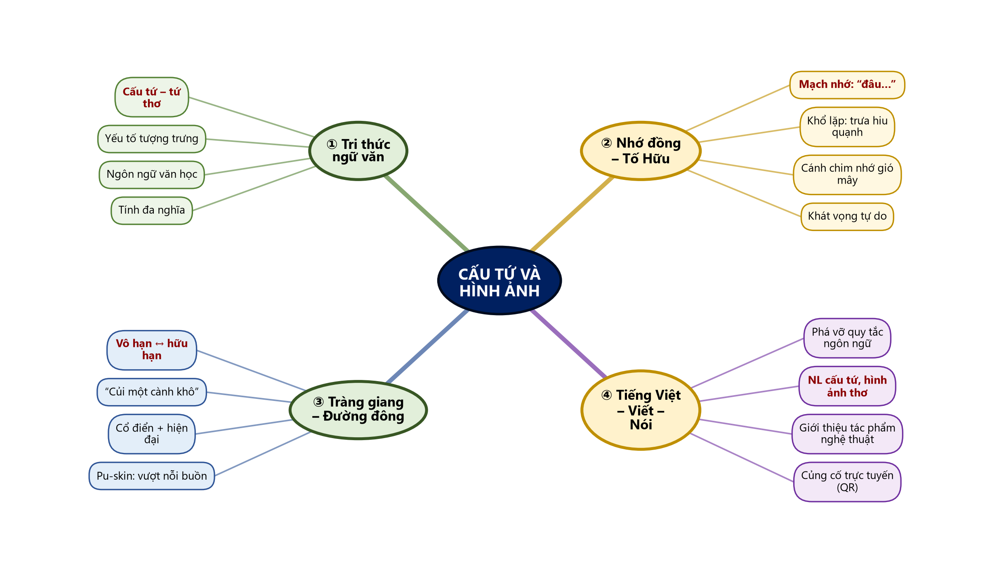 CẤU TỨ VÀ
HÌNH ẢNH
① Tri thức
ngữ văn
Cấu tứ – tứ
thơ
Yếu tố tượng trưng
Ngôn ngữ văn học
Tính đa nghĩa
② Nhớ đồng
– Tố Hữu
Mạch nhớ: “đâu…”
Khổ lặp: trưa hiu
quạnh
Cánh chim nhớ gió
mây
Khát vọng tự do
③ Tràng giang
– Đường đông
Vô hạn ↔ hữu
hạn
“Củi một cành khô”
Cổ điển + hiện
đại
Pu-skin: vượt nỗi buồn
④ Tiếng Việt
– Viết –
Nói
Phá vỡ quy tắc
ngôn ngữ
NL cấu tứ, hình
ảnh thơ
Giới thiệu tác phẩm
nghệ thuật
Củng cố trực tuyến
(QR)